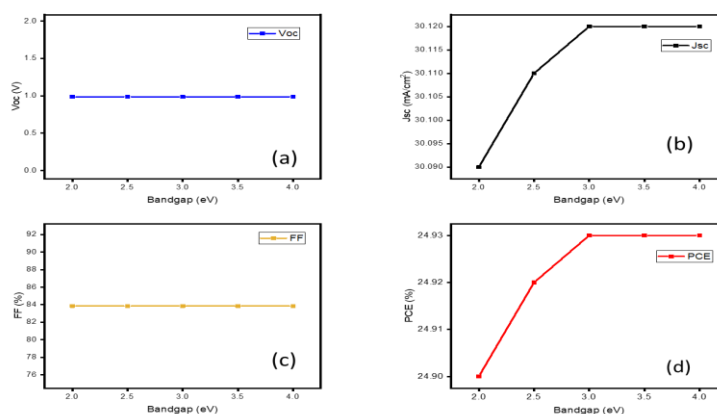 2.0
1.5
1.0
0.5
0.0
Voc (V)
Voc
(a)
2.0 2.5 3.0 3.5 4.0
Bandgap (eV)
30.120
30.115
30.110
30.105
30.100
30.095
30.090
Jsc (mA/cm²)
Jsc
(b)
2.0 2.5 3.0 3.5 4.0
Bandgap (eV)
92
90
88
86
84
82
80
78
76
FF (%)
FF
(c)
2.0 2.5 3.0 3.5 4.0
Bandgap (eV)
24.93
24.92
24.91
24.90
PCE (%)
PCE
(d)
2.0 2.5 3.0 3.5 4.0
Bandgap (eV)